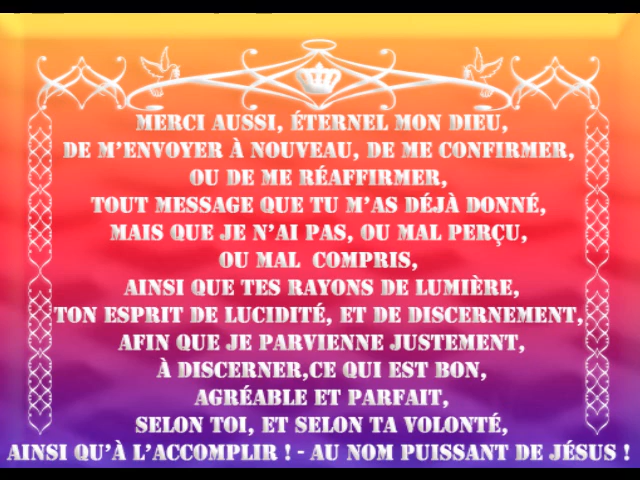 MERCI AUSSI, ÉTERNEL MON DIEU,
DE M'ENVOYER À NOUVEAU, DE ME CONFIRMER,
OU DE ME RÉAFFIRMER,
TOUT MESSAGE QUE TU M'AS DÉJÀ DONNÉ,
MAIS QUE JE N'AI PAS, OU MAL PERÇU,
OU MAL COMPRIS,
AINSI QUE TES RAYONS DE LUMIÈRE,
TON ESPRIT DE LUCIDITÉ, ET DE DISCERNEMENT,
AFIN QUE JE PARVIENNE JUSTEMENT,
À DISCERNER,CE QUI EST BON,
AGRÉABLE ET PARFAIT,
SELON TOI, ET SELON TA VOLONTÉ,
AINSI QU'À L'ACCOMPLIR ! - AU NOM PUISSANT DE JÉSUS !